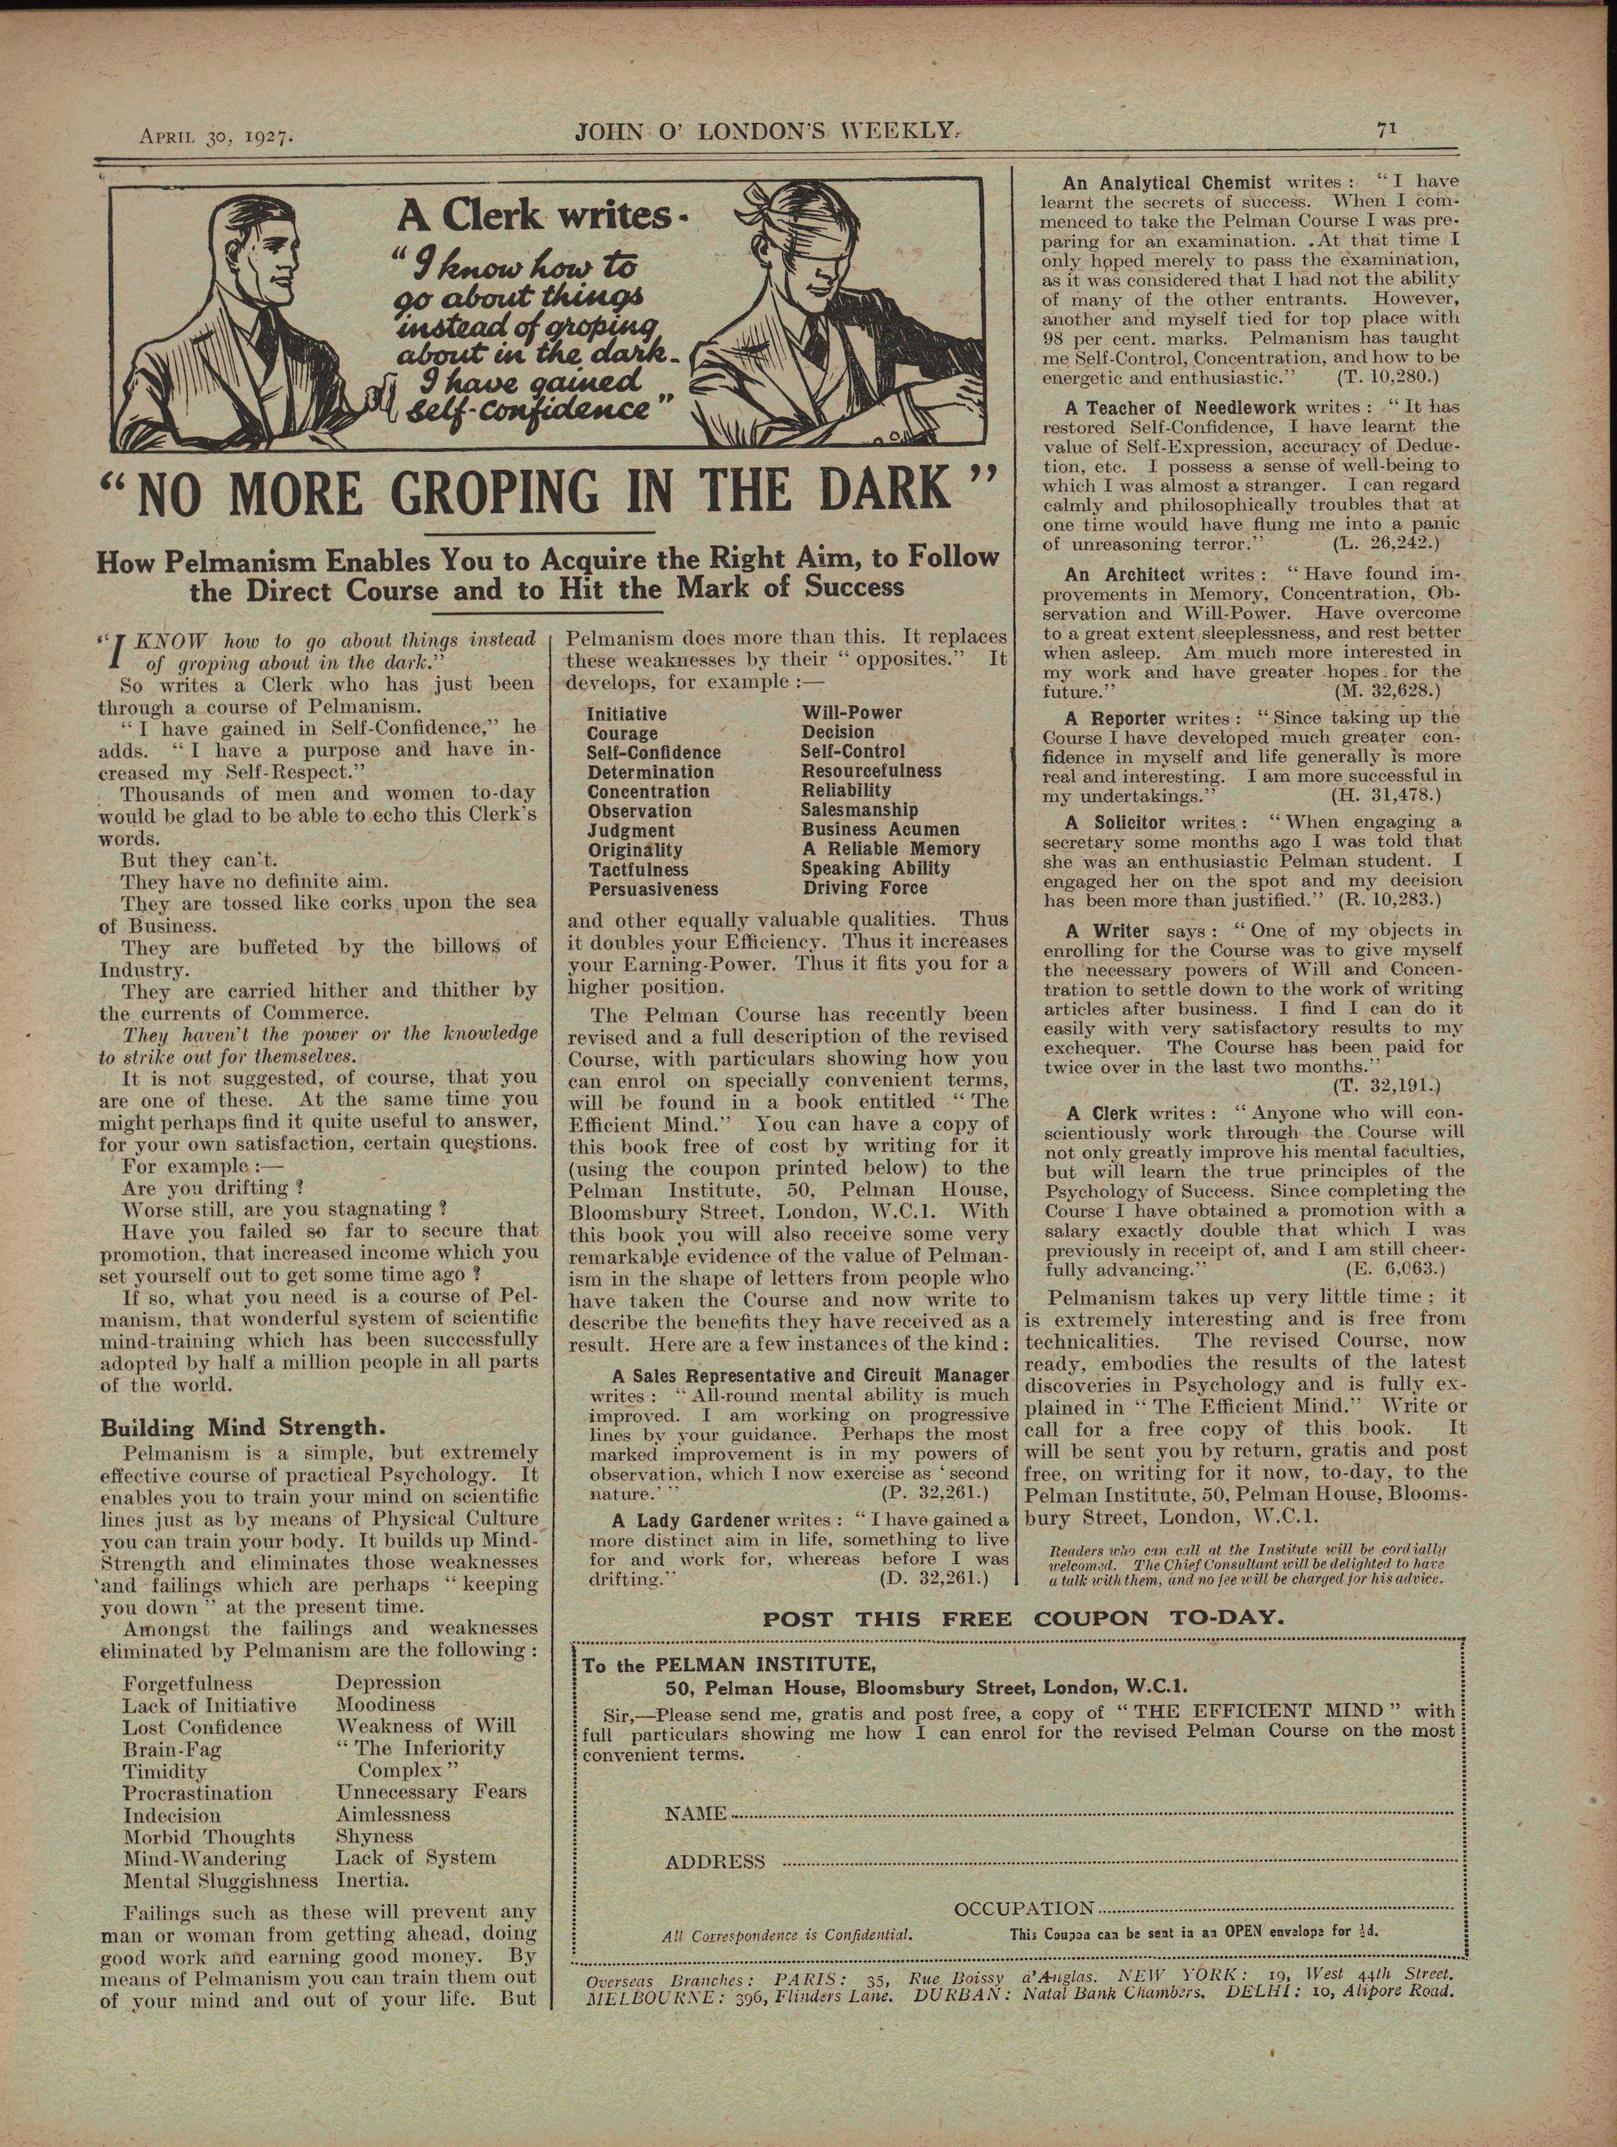 APRIL 30, 1927.
JOHN O' LONDON'S WEEKLY.
71
A Clerk writes-
"I know how to
go about things
instead of groping
about in the dark.
I have gained
self-confidence"
"NO MORE GROPING IN THE DARK"
How Pelmanism Enables You to Acquire the Right Aim, to Follow
the Direct Course and to Hit the Mark of Success
"I KNOW how to go about things instead
of groping about in the dark."
So writes a Clerk who has just been
through a course of Pelmanism.
"I have gained in Self-Confidence," he
adds. "I have a purpose and have in-
creased my Self-Respect."
Thousands of men and women to-day
would be glad to be able to echo this Clerk's
words.
But they can't.
They have no definite aim.
They are tossed like corks upon the sea
of Business.
They are buffeted by the billows of
Industry.
They are carried hither and thither by
the currents of Commerce.
They haven't the power or the knowledge
to strike out for themselves.
It is not suggested, of course, that you
are one of these. At the same time you
might perhaps find it quite useful to answer,
for your own satisfaction, certain questions.
For example:—
Are you drifting?
Worse still, are you stagnating?
Have you failed so far to secure that
promotion, that increased income which you
set yourself out to get some time ago?
If so, what you need is a course of Pel-
manism, that wonderful system of scientific
mind-training which has been successfully
adopted by half a million people in all parts
of the world.
Building Mind Strength.
Pelmanism is a simple, but extremely
effective course of practical Psychology. It
enables you to train your mind on scientific
lines just as by means of Physical Culture
you can train your body. It builds up Mind-
Strength and eliminates those weaknesses
and failings which are perhaps "keeping
you down" at the present time.
Amongst the failings and weaknesses
eliminated by Pelmanism are the following:
Forgetfulness Depression
Lack of Initiative Moodiness
Lost Confidence Weakness of Will
Brain-Fag "The Inferiority
Timidity Complex"
Procrastination Unnecessary Fears
Indecision Aimlessness
Morbid Thoughts Shyness
Mind-Wandering Lack of System
Mental Sluggishness Inertia.
Failings such as these will prevent any
man or woman from getting ahead, doing
good work and earning good money. By
means of Pelmanism you can train them out
of your mind and out of your life. But
Pelmanism does more than this. It replaces
these weaknesses by their "opposites." It
develops, for example:—
Initiative Will-Power
Courage Decision
Self-Confidence Self-Control
Determination Resourcefulness
Concentration Reliability
Observation Salesmanship
Judgment Business Acumen
Originality A Reliable Memory
Tactfulness Speaking Ability
Persuasiveness Driving Force
and other equally valuable qualities. Thus
it doubles your Efficiency. Thus it increases
your Earning-Power. Thus it fits you for a
higher position.
The Pelman Course has recently been
revised and a full description of the revised
Course, with particulars showing how you
can enrol on specially convenient terms,
will be found in a book entitled "The
Efficient Mind." You can have a copy of
this book free of cost by writing for it
(using the coupon printed below) to the
Pelman Institute, 50, Pelman House,
Bloomsbury Street, London, W.C.1. With
this book you will also receive some very
remarkable evidence of the value of Pelman-
ism in the shape of letters from people who
have taken the Course and now write to
describe the benefits they have received as a
result. Here are a few instances of the kind:
A Sales Representative and Circuit Manager
writes: "All-round mental ability is much
improved. I am working on progressive
lines by your guidance. Perhaps the most
marked improvement is in my powers of
observation, which I now exercise as 'second
nature.'" (P. 32,261.)
A Lady Gardener writes: "I have gained a
more distinct aim in life, something to live
for and work for, whereas before I was
drifting." (D. 32,261.)
An Analytical Chemist writes: "I have
learnt the secrets of success. When I com-
menced to take the Pelman Course I was pre-
paring for an examination. At that time I
only hoped merely to pass the examination,
as it was considered that I had not the ability
of many of the other entrants. However,
another and myself tied for top place with
98 per cent. marks. Pelmanism has taught
me Self-Control, Concentration, and how to be
energetic and enthusiastic." (T. 10,280.)
A Teacher of Needlework writes: "It has
restored Self-Confidence, I have learnt the
value of Self-Expression, accuracy of Deduc-
tion, etc. I possess a sense of well-being to
which I was almost a stranger. I can regard
calmly and philosophically troubles that at
one time would have flung me into a panic
of unreasoning terror." (L. 26,242.)
An Architect writes: "Have found im-
provements in Memory, Concentration, Ob-
servation and Will-Power. Have overcome
to a great extent sleeplessness, and rest better
when asleep. Am much more interested in
my work and have greater hopes for the
future." (M. 32,628.)
A Reporter writes: "Since taking up the
Course I have developed much greater con-
fidence in myself and life generally is more
real and interesting. I am more successful in
my undertakings." (H. 31,478.)
A Solicitor writes: "When engaging a
secretary some months ago I was told that
she was an enthusiastic Pelman student. I
engaged her on the spot and my decision
has been more than justified." (R. 10,283.)
A Writer says: "One of my objects in
enrolling for the Course was to give myself
the necessary powers of Will and Concen-
tration to settle down to the work of writing
articles after business. I find I can do it
easily with very satisfactory results to my
exchequer. The Course has been paid for
twice over in the last two months."
(T. 32,191.)
A Clerk writes: "Anyone who will con-
scientiously work through the Course will
not only greatly improve his mental faculties,
but will learn the true principles of the
Psychology of Success. Since completing the
Course I have obtained a promotion with a
salary exactly double that which I was
previously in receipt of, and I am still cheer-
fully advancing." (E. 6,063.)
Pelmanism takes up very little time; it
is extremely interesting and is free from
technicalities. The revised Course, now
ready, embodies the results of the latest
discoveries in Psychology and is fully ex-
plained in "The Efficient Mind." Write or
call for a free copy of this book. It
will be sent you by return, gratis and post
free, on writing for it now, to-day, to the
Pelman Institute, 50, Pelman House, Blooms-
bury Street, London, W.C.1.
Readers who can call at the Institute will be cordially
welcomed. The Chief Consultant will be delighted to have
a talk with them, and no fee will be charged for his advice.
POST THIS FREE COUPON TO-DAY.
To the PELMAN INSTITUTE,
50, Pelman House, Bloomsbury Street, London, W.C.1.
Sir,—Please send me, gratis and post free, a copy of "THE EFFICIENT MIND" with
full particulars showing me how I can enrol for the revised Pelman Course on the most
convenient terms.
NAME
ADDRESS
OCCUPATION
All Correspondence is Confidential. This Coupon can be sent in an OPEN envelope for ½d.
Overseas Branches: PARIS: 35, Rue Boissy d'Anglas. NEW YORK: 19, West 44th Street.
MELBOURNE: 396, Flinders Lane. DURBAN: Natal Bank Chambers. DELHI: 10, Alipore Road.